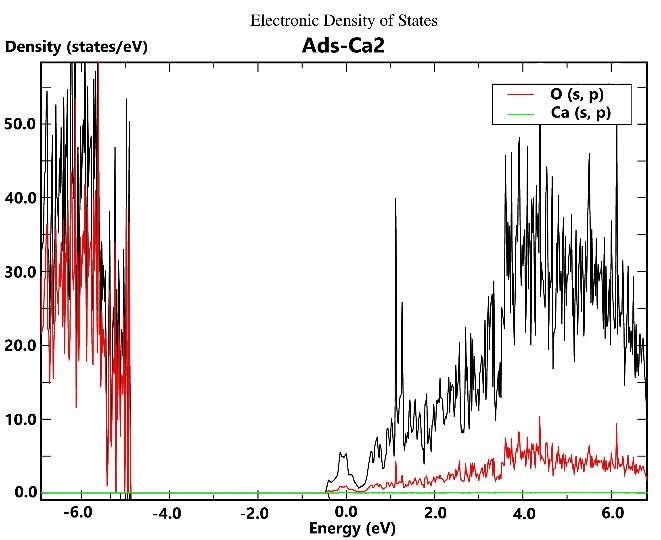 Electronic Density of States
Density (states/eV)
Ads-Ca2
O (s, p)
Ca (s, p)
50.0
40.0
30.0
20.0
10.0
0.0
-6.0 -4.0 -2.0 0.0 2.0 4.0 6.0
Energy (eV)